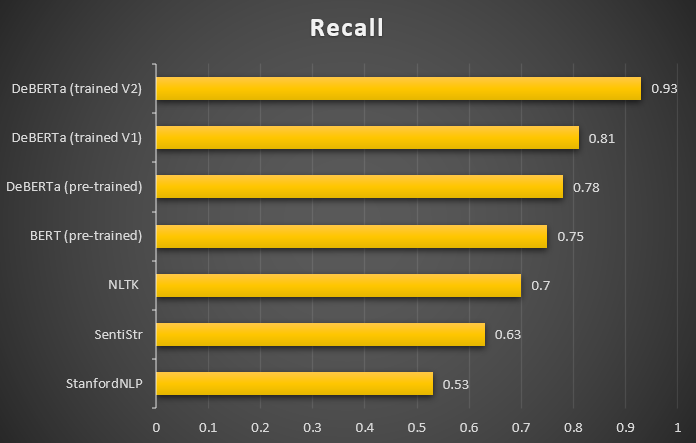 Recall
DeBERTa (trained V2) 0.93
DeBERTa (trained V1) 0.81
DeBERTa (pre-trained) 0.78
BERT (pre-trained) 0.75
NLTK 0.7
SentiStr 0.63
StanfordNLP 0.53
0 0.1 0.2 0.3 0.4 0.5 0.6 0.7 0.8 0.9 1